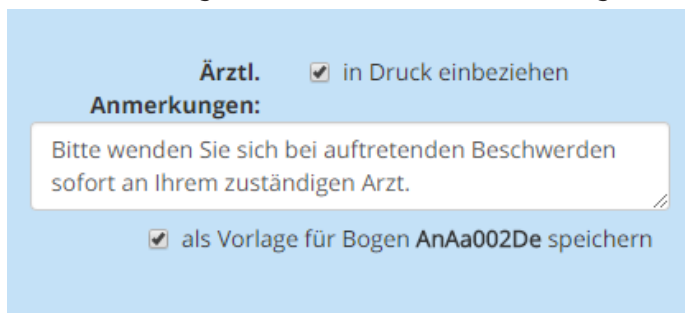 Ärztl.
in Druck einbeziehen
Anmerkungen:
Bitte wenden Sie sich bei auftretenden Beschwerden
sofort an Ihrem zuständigen Arzt.
als Vorlage für Bogen AnAa002De speichern